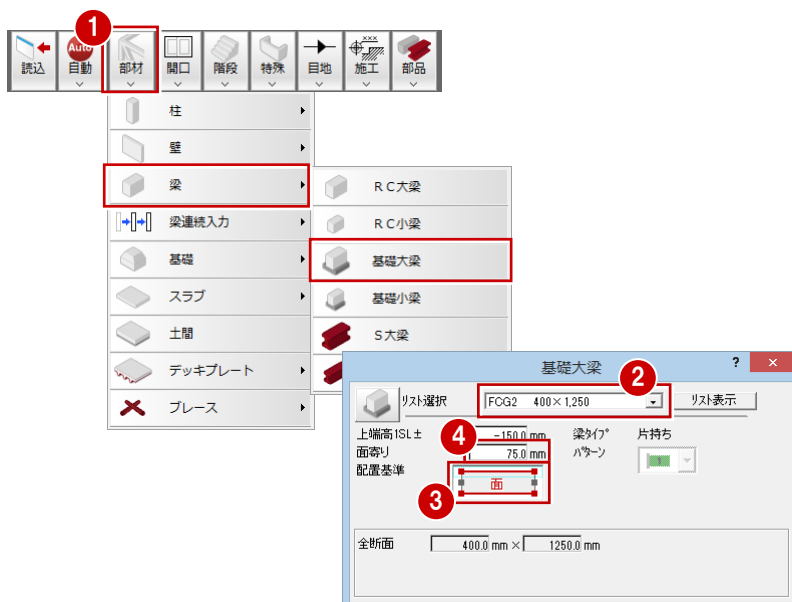 1
読込 Auto 自動 部材 開口 階段 特殊 目地 ××× 施工 部品
柱
壁
梁
梁連続入力
基礎
スラブ
土間
デッキプレート
ブレース
ＲＣ大梁
ＲＣ小梁
基礎大梁
基礎小梁
Ｓ大梁
基礎大梁 ? ×
2
リスト選択 FCG2 400×1,250 リスト表示
上端高1SL± -150.0 mm 梁ﾀｲﾌﾟ 片持ち
4
面寄り 75.0 mm ﾊﾟﾀｰﾝ
配置基準
面
3
全断面 400.0 mm × 1250.0 mm